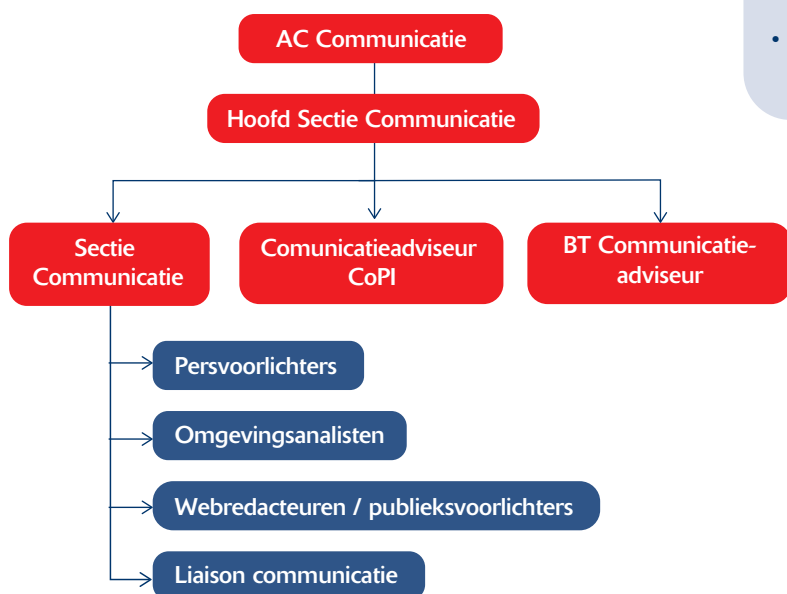 AC Communicatie
Hoofd Sectie Communicatie
Sectie
Communicatie
Comunicatieadviseur
CoPI
BT Communicatie-
adviseur
Persvoorlichters
Omgevingsanalisten
Webredacteuren / publieksvoorlichters
Liaison communicatie